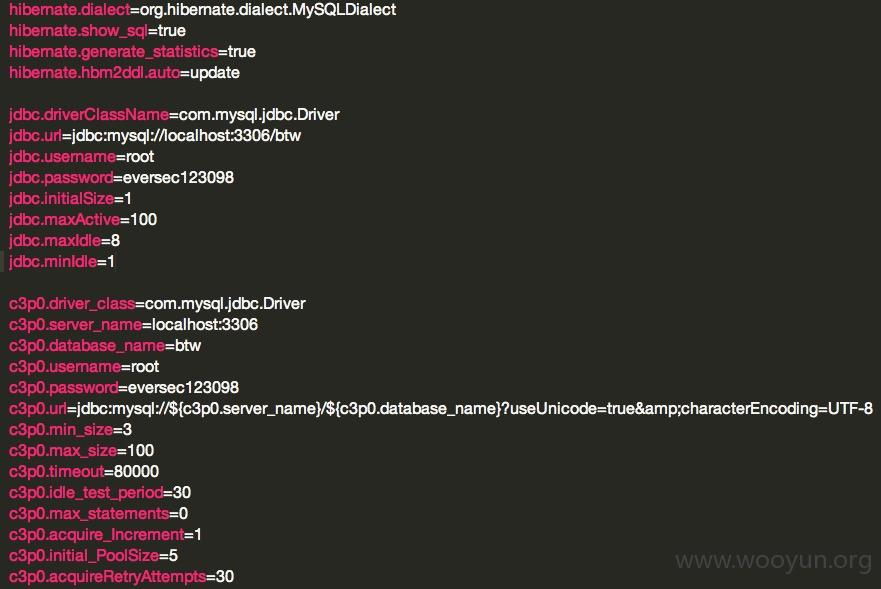 hibernate.dialect=org.hibernate.dialect.MySQLDialect
hibernate.show_sql=true
hibernate.generate_statistics=true
hibernate.hbm2ddl.auto=update
jdbc.driverClassName=com.mysql.jdbc.Driver
jdbc.url=jdbc:mysql://localhost:3306/btw
jdbc.username=root
jdbc.password=eversec123098
jdbc.initialSize=1
jdbc.maxActive=100
jdbc.maxIdle=8
jdbc.minIdle=1
c3p0.driver_class=com.mysql.jdbc.Driver
c3p0.server_name=localhost:3306
c3p0.database_name=btw
c3p0.username=root
c3p0.password=eversec123098
c3p0.url=jdbc:mysql://${c3p0.server_name}/${c3p0.database_name}?useUnicode=true&amp;characterEncoding=UTF-8
c3p0.min_size=3
c3p0.max_size=100
c3p0.timeout=80000
c3p0.idle_test_period=30
c3p0.max_statements=0
c3p0.acquire_Increment=1
c3p0.initial_PoolSize=5
c3p0.acquireRetryAttempts=30
www.wooyun.org